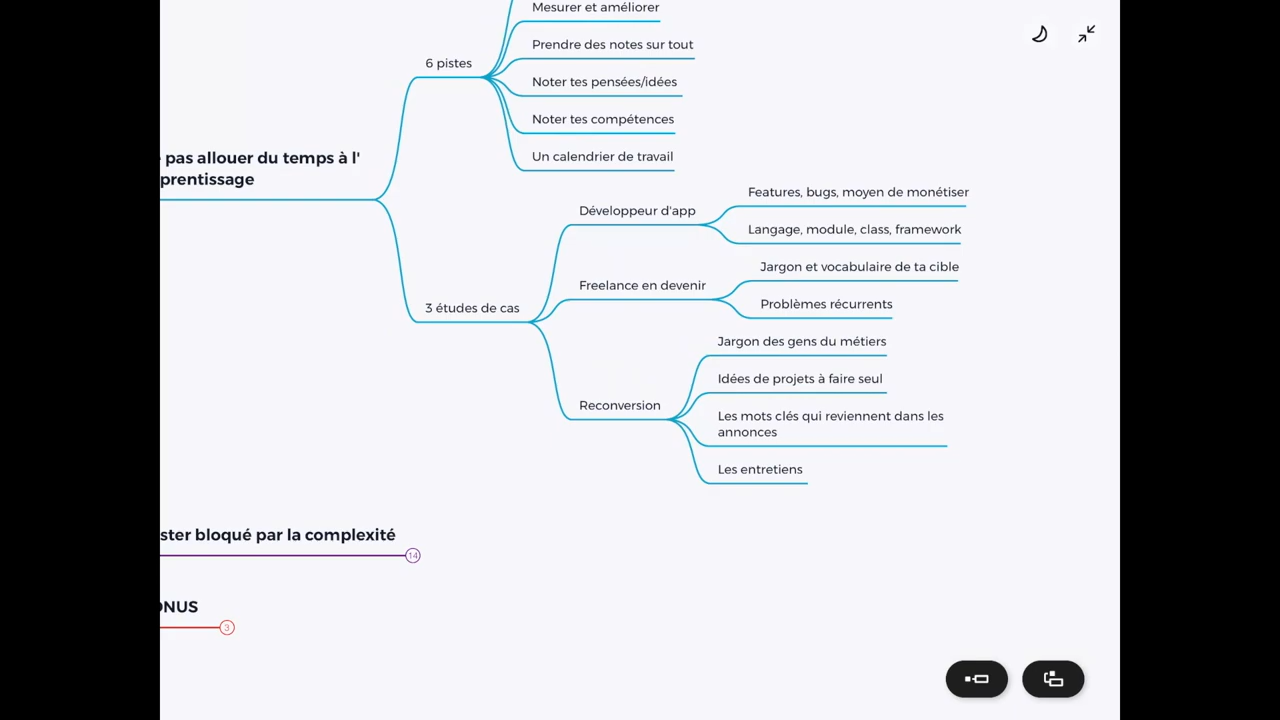 Mesurer et améliorer
Prendre des notes sur tout
6 pistes
Noter tes pensées/idées
Noter tes compétences
Un calendrier de travail
pas allouer du temps à l'
prentissage
Features, bugs, moyen de monétiser
Développeur d'app
Langage, module, class, framework
Jargon et vocabulaire de ta cible
Freelance en devenir
Problèmes récurrents
3 études de cas
Jargon des gens du métiers
Idées de projets à faire seul
Reconversion
Les mots clés qui reviennent dans les
annonces
Les entretiens
ster bloqué par la complexité
14
ONUS
3